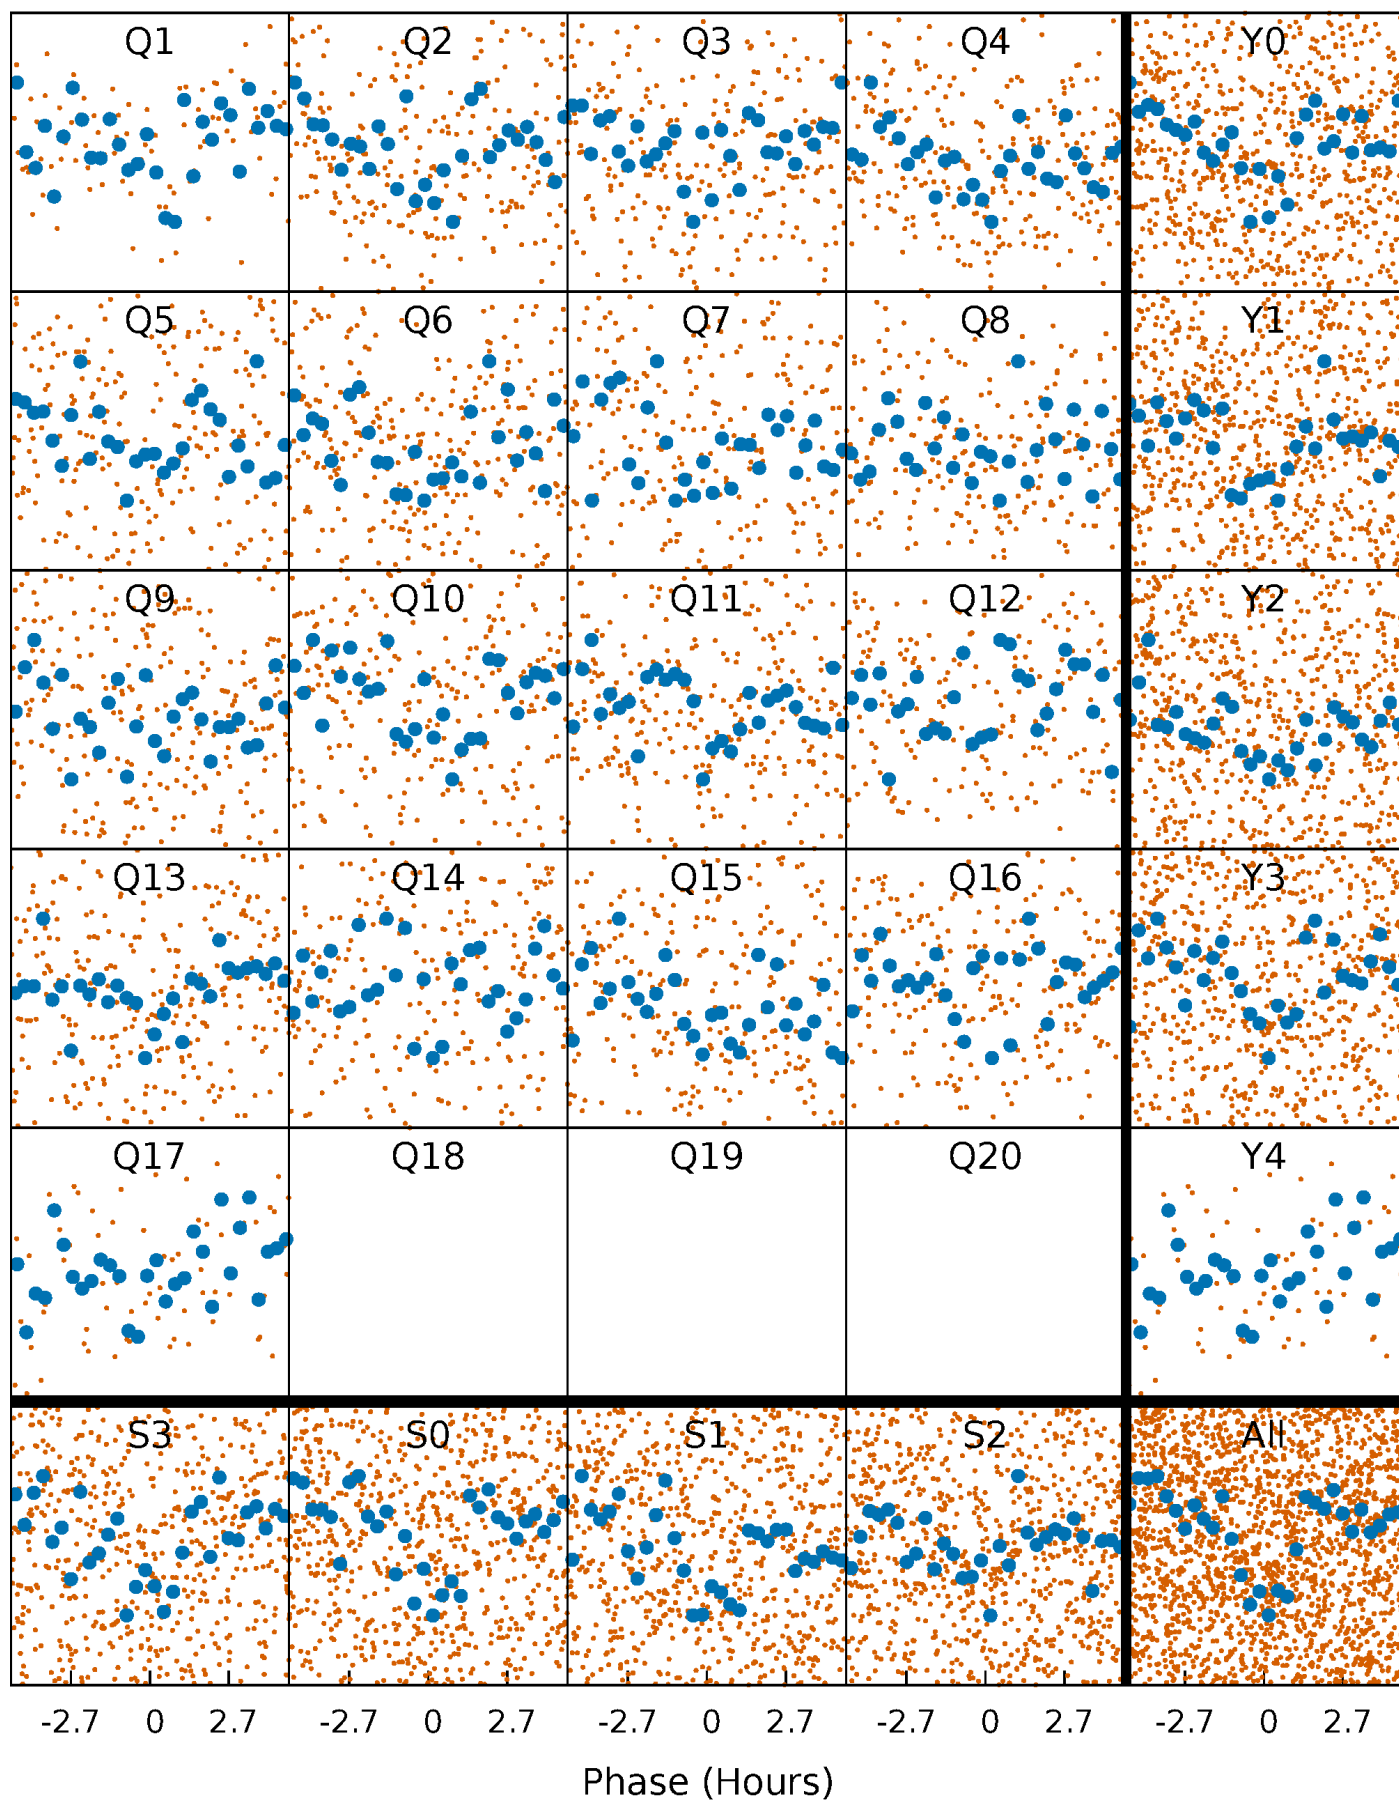 Q1 Q2 Q3 Q4 Y0
Q5 Q6 Q7 Q8 Y1
Q9 Q10 Q11 Q12 Y2
Q13 Q14 Q15 Q16 Y3
Q17 Q18 Q19 Q20 Y4
S3 S0 S1 S2 All
-2.7 0 2.7 -2.7 0 2.7 -2.7 0 2.7 -2.7 0 2.7 -2.7 0 2.7
Phase (Hours)